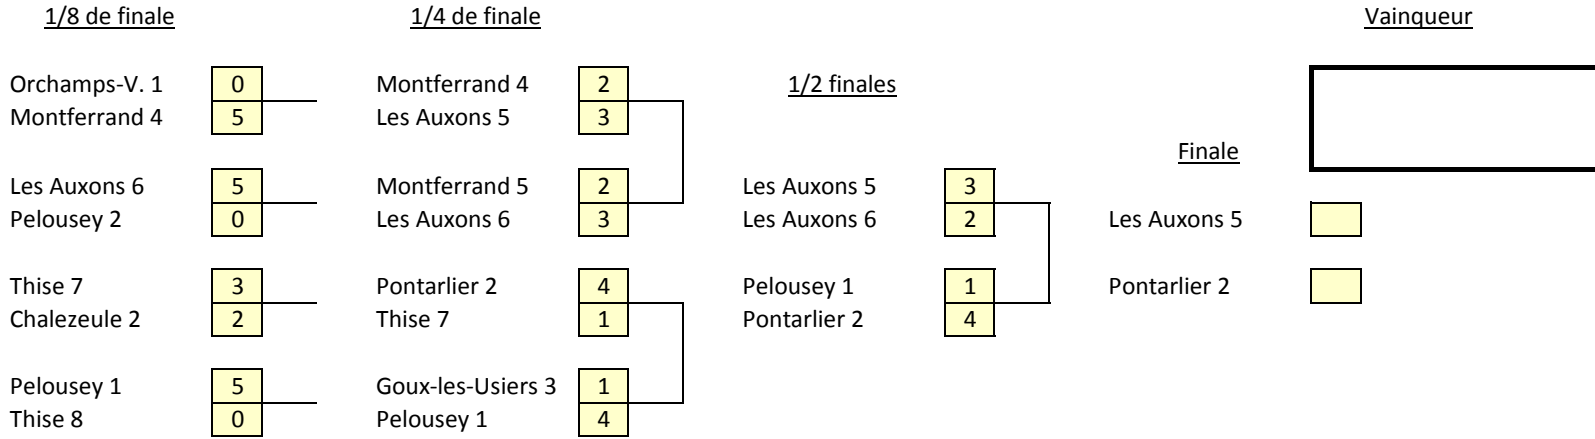 1/8 de finale
1/4 de finale
Vainqueur
Orchamps-V. 1 0
Montferrand 4 2
1/2 finales
Montferrand 4 5
Les Auxons 5 3
Finale
Les Auxons 6 5
Montferrand 5 2
Les Auxons 5 3
Pelousey 2 0
Les Auxons 6 3
Les Auxons 6 2
Les Auxons 5
Thise 7 3
Pontarlier 2 4
Pelousey 1 1
Pontarlier 2
Chalezeule 2 2
Thise 7 1
Pontarlier 2 4
Pelousey 1 5
Goux-les-Usiers 3 1
Thise 8 0
Pelousey 1 4